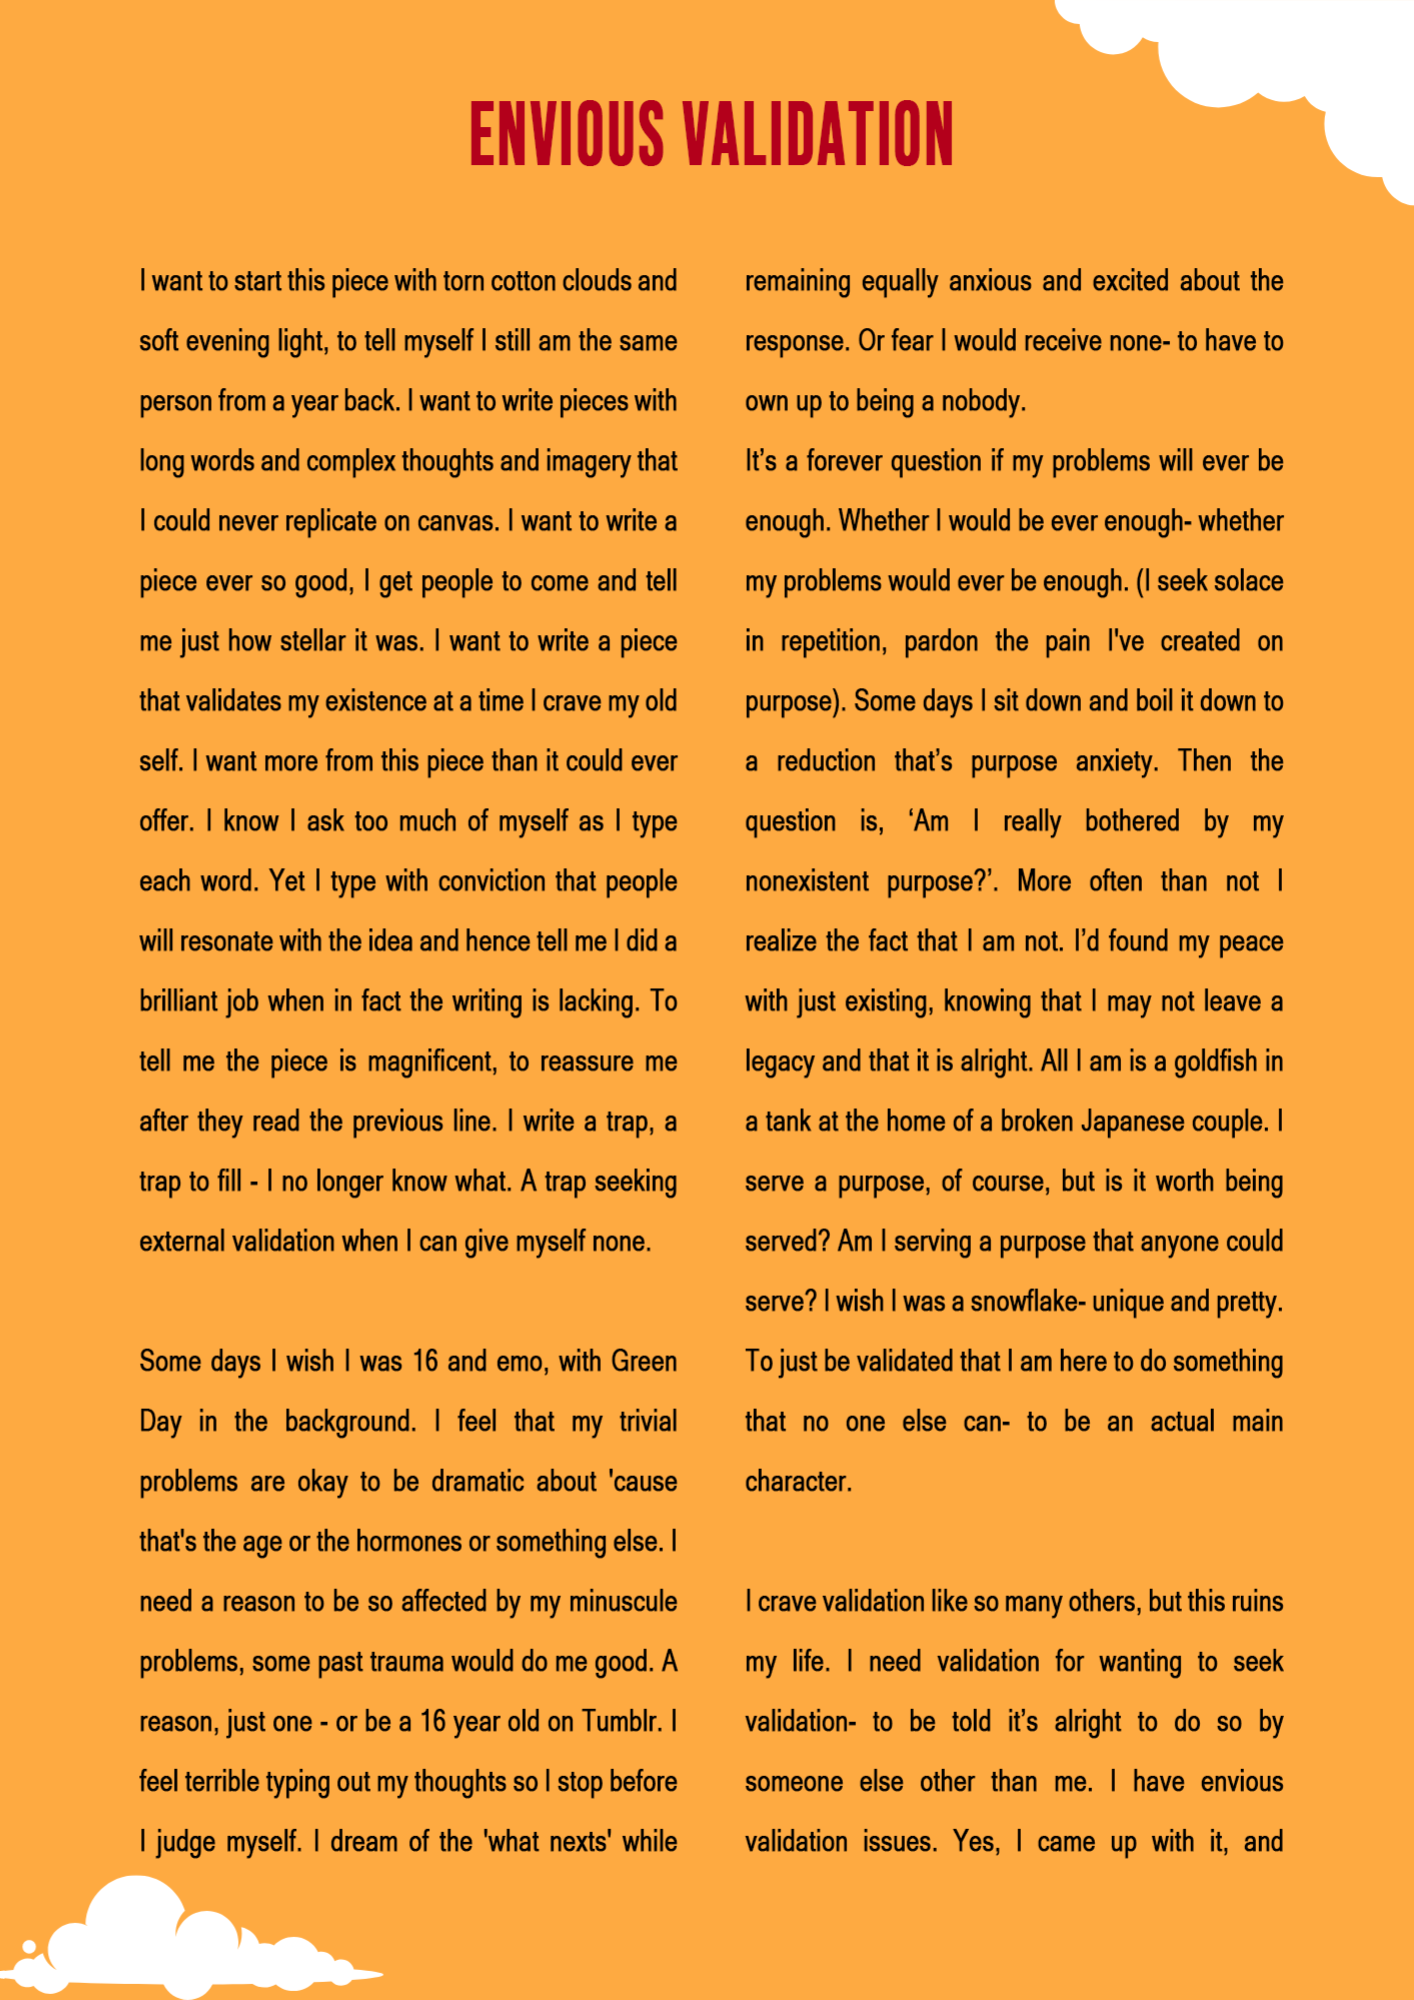 ENVIOUS VALIDATION
I want to start this piece with torn cotton clouds and
soft evening light, to tell myself I still am the same
person from a year back. I want to write pieces with
long words and complex thoughts and imagery that
I could never replicate on canvas. I want to write a
piece ever so good, I get people to come and tell
me just how stellar it was. I want to write a piece
that validates my existence at a time I crave my old
self. I want more from this piece than it could ever
offer. I know I ask too much of myself as I type
each word. Yet I type with conviction that people
will resonate with the idea and hence tell me I did a
brilliant job when in fact the writing is lacking. To
tell me the piece is magnificent, to reassure me
after they read the previous line. I write a trap, a
trap to fill - I no longer know what. A trap seeking
external validation when I can give myself none.
Some days I wish I was 16 and emo, with Green
Day in the background. I feel that my trivial
problems are okay to be dramatic about 'cause
that's the age or the hormones or something else. I
need a reason to be so affected by my minuscule
problems, some past trauma would do me good. A
reason, just one - or be a 16 year old on Tumblr. I
feel terrible typing out my thoughts so I stop before
I judge myself. I dream of the 'what nexts' while
remaining equally anxious and excited about the
response. Or fear I would receive none- to have to
own up to being a nobody.
It’s a forever question if my problems will ever be
enough. Whether I would be ever enough- whether
my problems would ever be enough. (I seek solace
in repetition, pardon the pain I've created on
purpose). Some days I sit down and boil it down to
a reduction that’s purpose anxiety. Then the
question is, ‘Am I really bothered by my
nonexistent purpose?’. More often than not I
realize the fact that I am not. I’d found my peace
with just existing, knowing that I may not leave a
legacy and that it is alright. All I am is a goldfish in
a tank at the home of a broken Japanese couple. I
serve a purpose, of course, but is it worth being
served? Am I serving a purpose that anyone could
serve? I wish I was a snowflake- unique and pretty.
To just be validated that I am here to do something
that no one else can- to be an actual main
character.
I crave validation like so many others, but this ruins
my life. I need validation for wanting to seek
validation- to be told it’s alright to do so by
someone else other than me. I have envious
validation issues. Yes, I came up with it, and